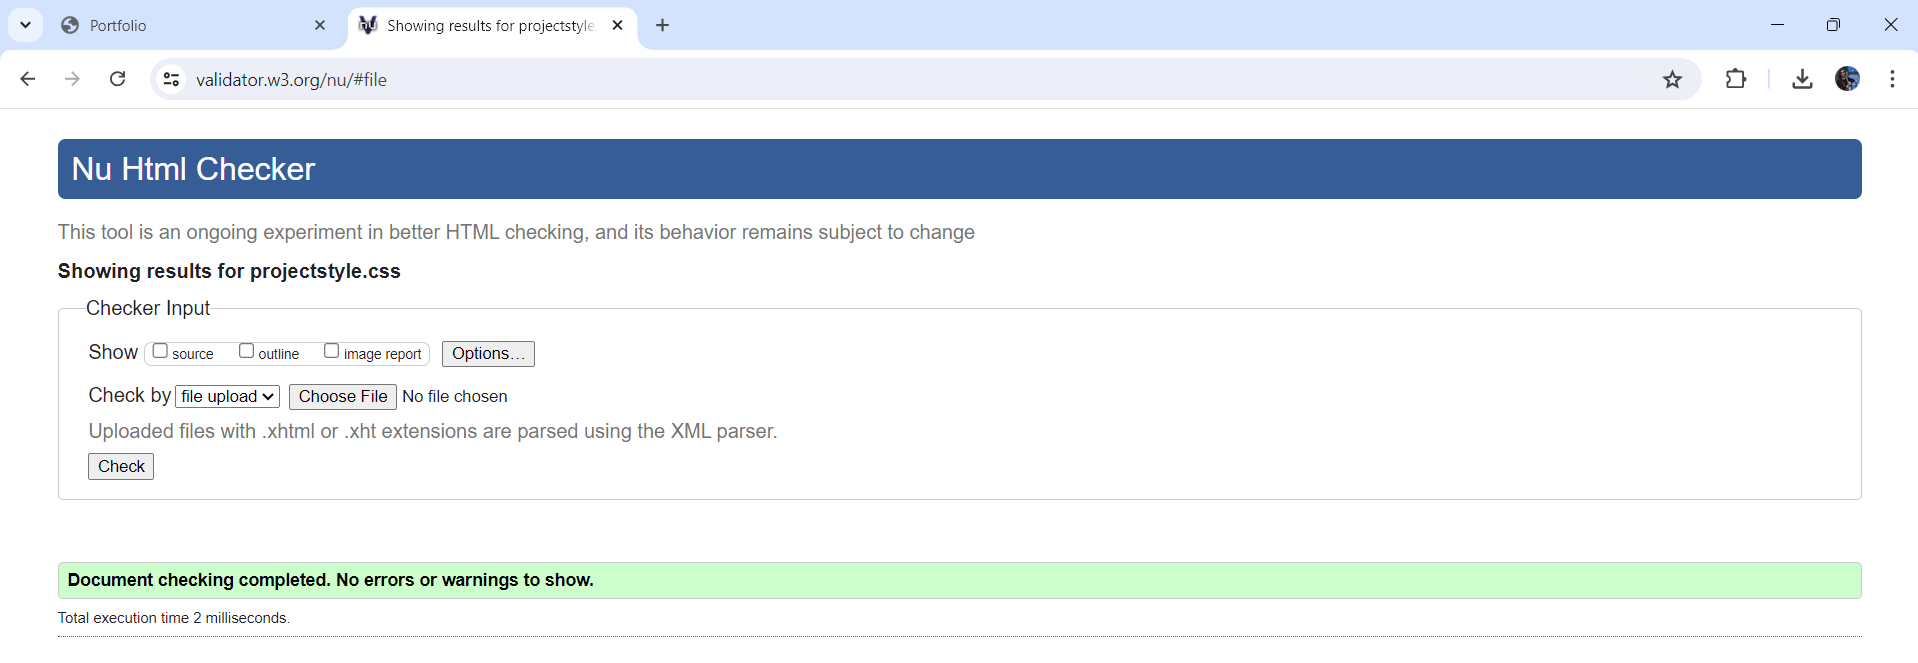 Portfolio
Showing results for projectstyle
validator.w3.org/nu/#file
Nu Html Checker
This tool is an ongoing experiment in better HTML checking, and its behavior remains subject to change
Showing results for projectstyle.css
Checker Input
Show source outline image report Options…
Check by file upload Choose File No file chosen
Uploaded files with .xhtml or .xht extensions are parsed using the XML parser.
Check
Document checking completed. No errors or warnings to show.
Total execution time 2 milliseconds.